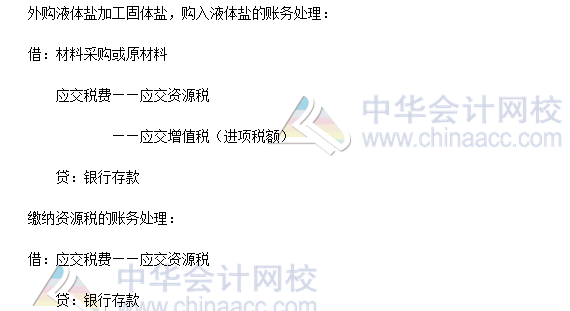 外购液体盐加工固体盐，购入液体盐的账务处理：
借：材料采购或原材料
应交税费——应交资源税
——应交增值税（进项税额）
贷：银行存款
缴纳资源税的账务处理：
借：应交税费——应交资源税
贷：银行存款
中华会计网校
www.chinaacc.com
中华会计网校
www.chinaacc.com